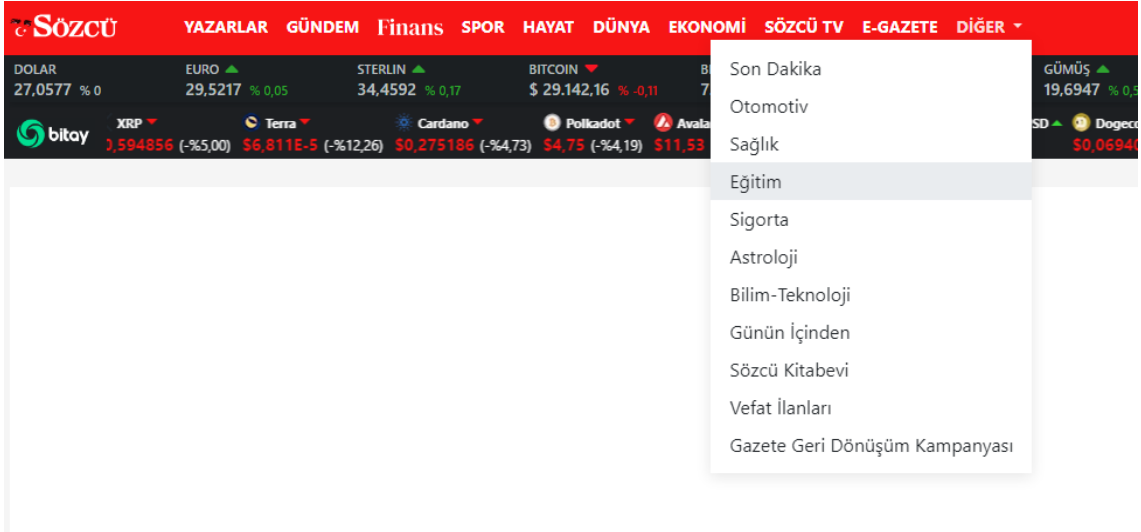 SÖZCÜ YAZARLAR GÜNDEM Finans SPOR HAYAT DÜNYA EKONOMİ SÖZCÜ TV E-GAZETE DİĞER
DOLAR EURO STERLIN BITCOIN GÜMÜŞ
27,0577 % 0 29,5217 % 0,05 34,4592 % 0,17 $ 29.142,16 % -0,11 19,6947
bitay XRP Terra Cardano Polkadot
(-%5,00) $6,811E-5 (-%12,26) $0,275186 (-%4,73) $4,75 (-%4,19) $11,53
Son Dakika
Otomotiv
Sağlık
Eğitim
Sigorta
Astroloji
Bilim-Teknoloji
Günün İçinden
Sözcü Kitabevi
Vefat İlanları
Gazete Geri Dönüşüm Kampanyası